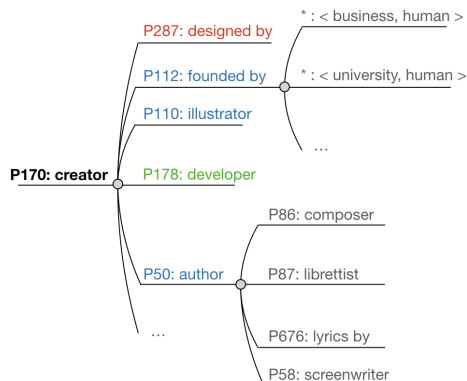 P287: designed by
* : < business, human >
P112: founded by
* : < university, human >
P110: illustrator
...
P170: creator
P178: developer
P86: composer
P50: author
P87: librettist
...
P676: lyrics by
P58: screenwriter